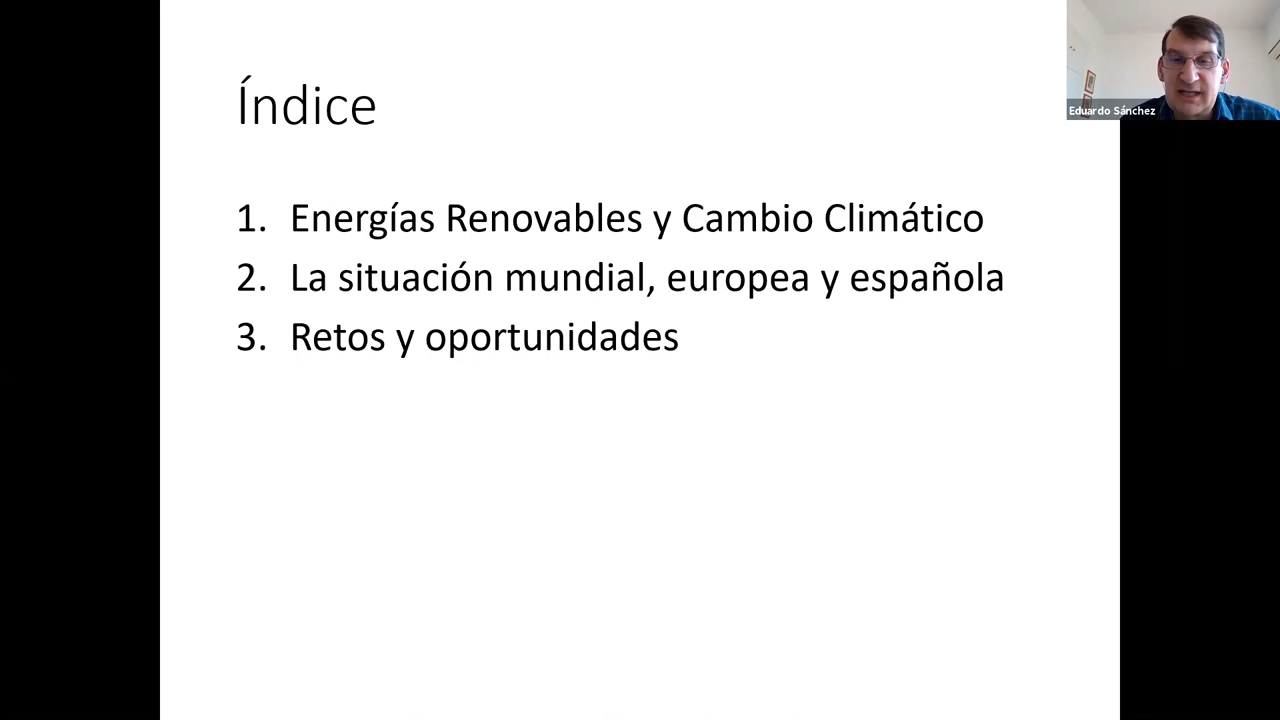 Índice
1. Energías Renovables y Cambio Climático
2. La situación mundial, europea y española
3. Retos y oportunidades
Eduardo Sánchez